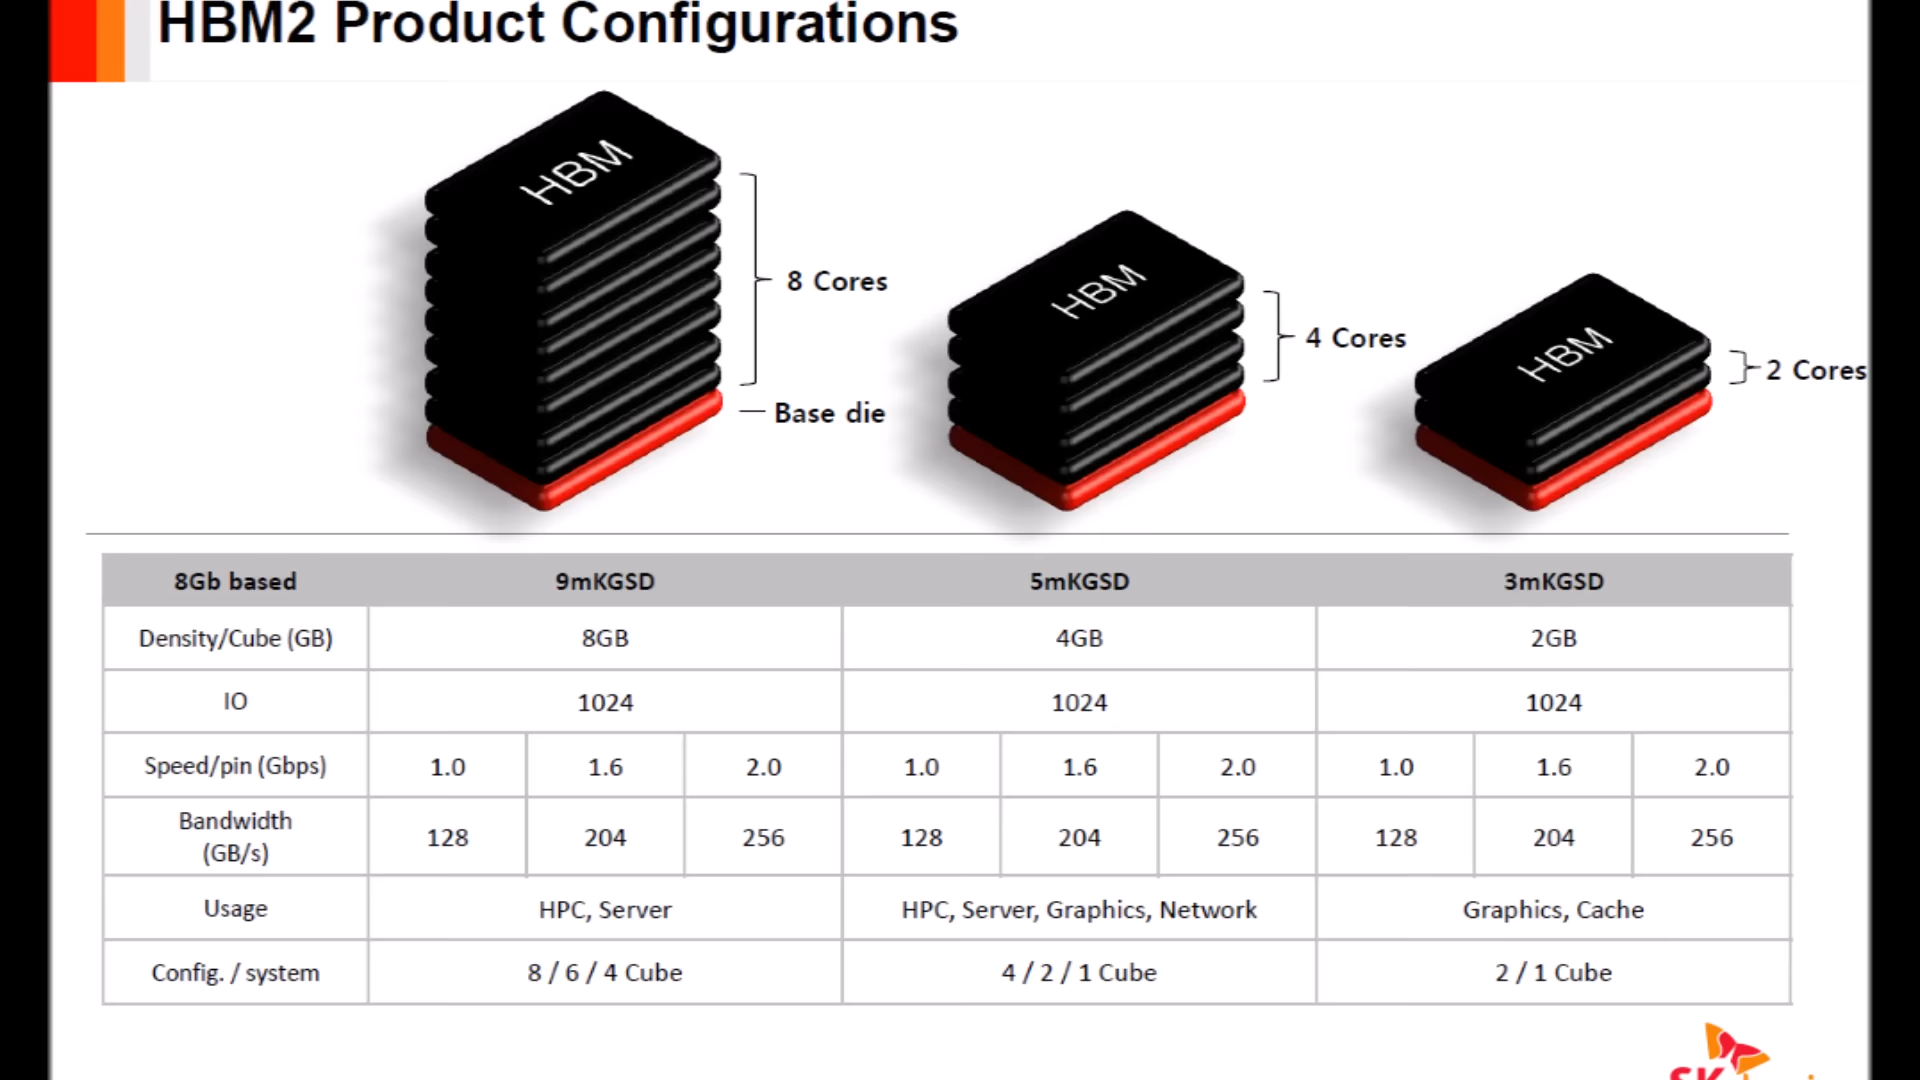 HBM2 Product Configurations
HBM
8 Cores
Base die
HBM
4 Cores
HBM
2 Cores
8Gb based 9mKGSD 5mKGSD 3mKGSD
Density/Cube (GB) 8GB 4GB 2GB
IO 1024 1024 1024
Speed/pin (Gbps) 1.0 1.6 2.0 1.0 1.6 2.0 1.0 1.6 2.0
Bandwidth
(GB/s) 128 204 256 128 204 256 128 204 256
Usage HPC, Server HPC, Server, Graphics, Network Graphics, Cache
Config. / system 8 / 6 / 4 Cube 4 / 2 / 1 Cube 2 / 1 Cube
SK